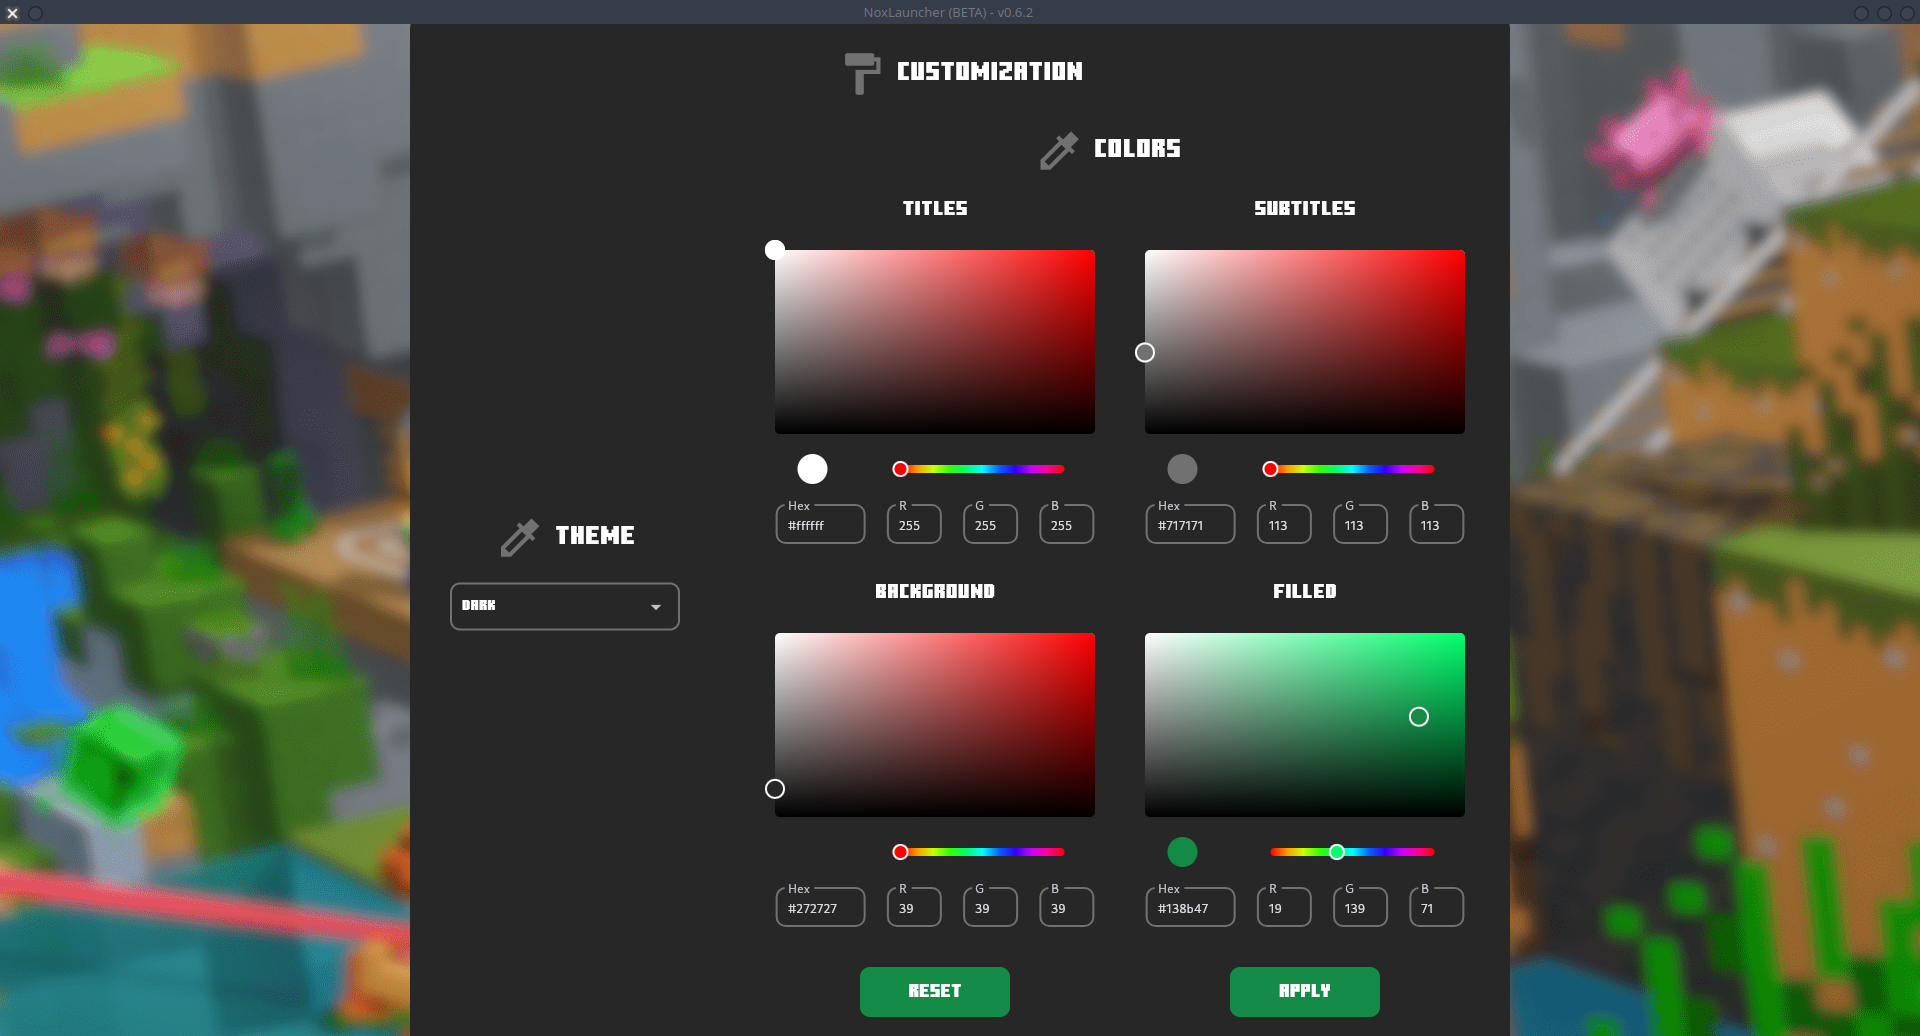 NoxLauncher (BETA) - v0.6.2
CUSTOMIZATION
COLORS
TITLES
SUBTITLES
Hex
R
G
B
#ffffff
255
255
255
Hex
R
G
B
#717171
113
113
113
THEME
DARK
BACKGROUND
FILLED
Hex
R
G
B
#272727
39
39
39
Hex
R
G
B
#138b47
19
139
71
RESET
APPLY